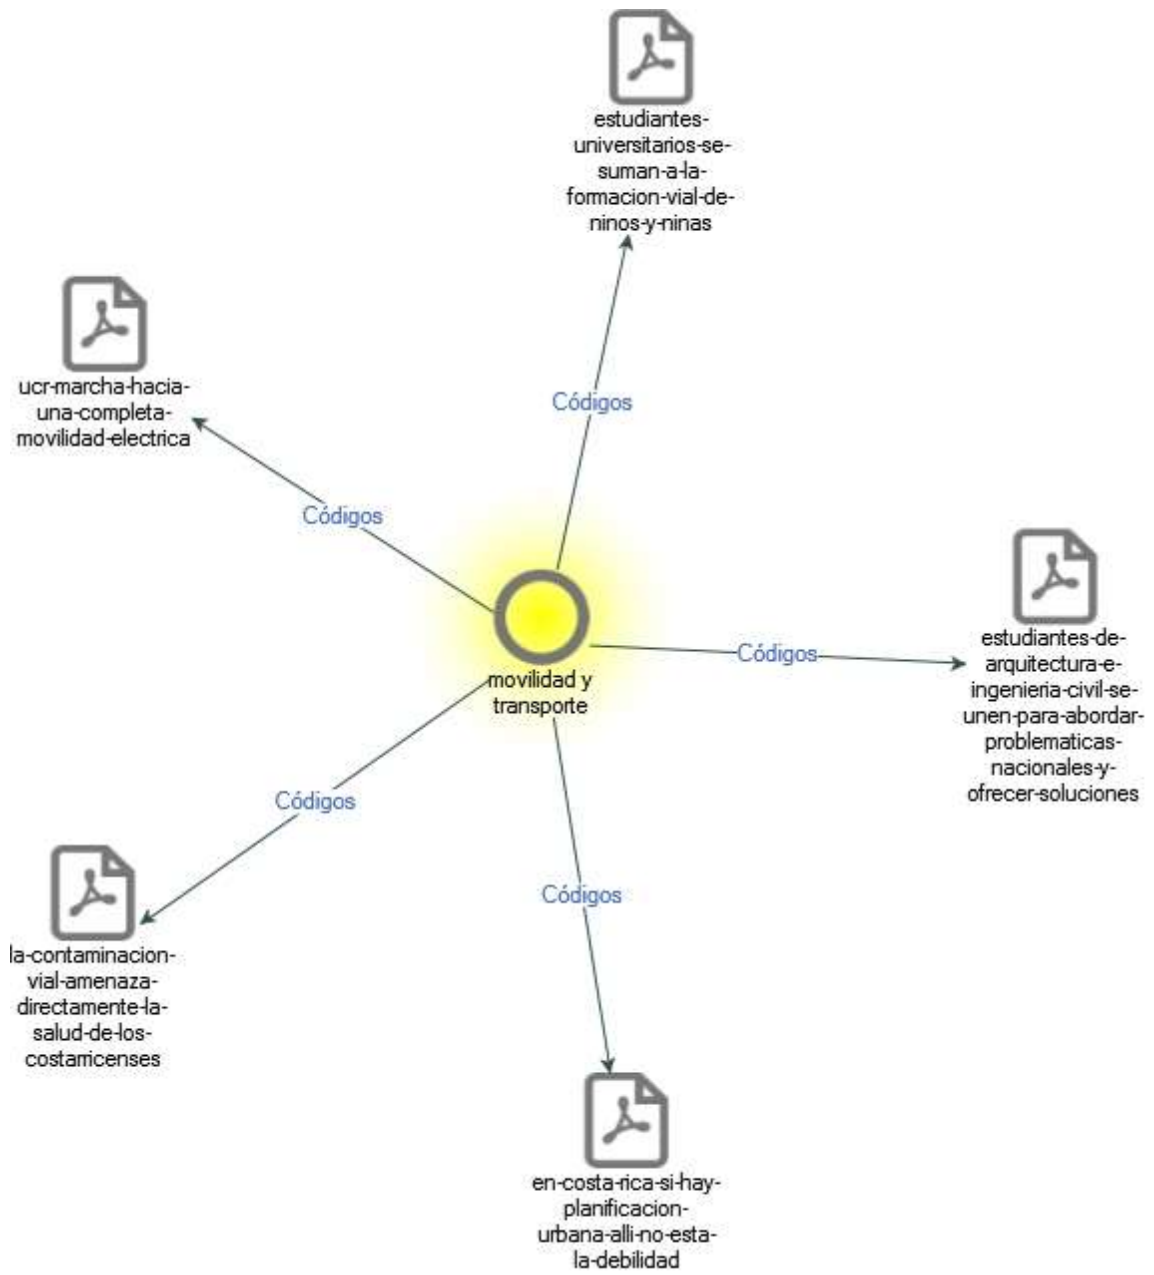 estudiantes-
universitarios-se-
suman-a-la-
formacion-vial-de-
ninos-y-ninas
ucr-marcha-hacia-
una-completa-
movilidad-electrica
Códigos
Códigos
estudiantes-de-
arquitectura-e-
ingenieria-civil-se-
unen-para-abordar-
problematicas-
nacionales-y-
ofrecer-soluciones
Códigos
movilidad y
transporte
Códigos
Códigos
la-contaminacion-
vial-amenaza-
directamente-la-
salud-de-los-
costarricenses
en-costa-rica-si-hay-
planificacion-
urbana-alli-no-esta-
la-debilidad